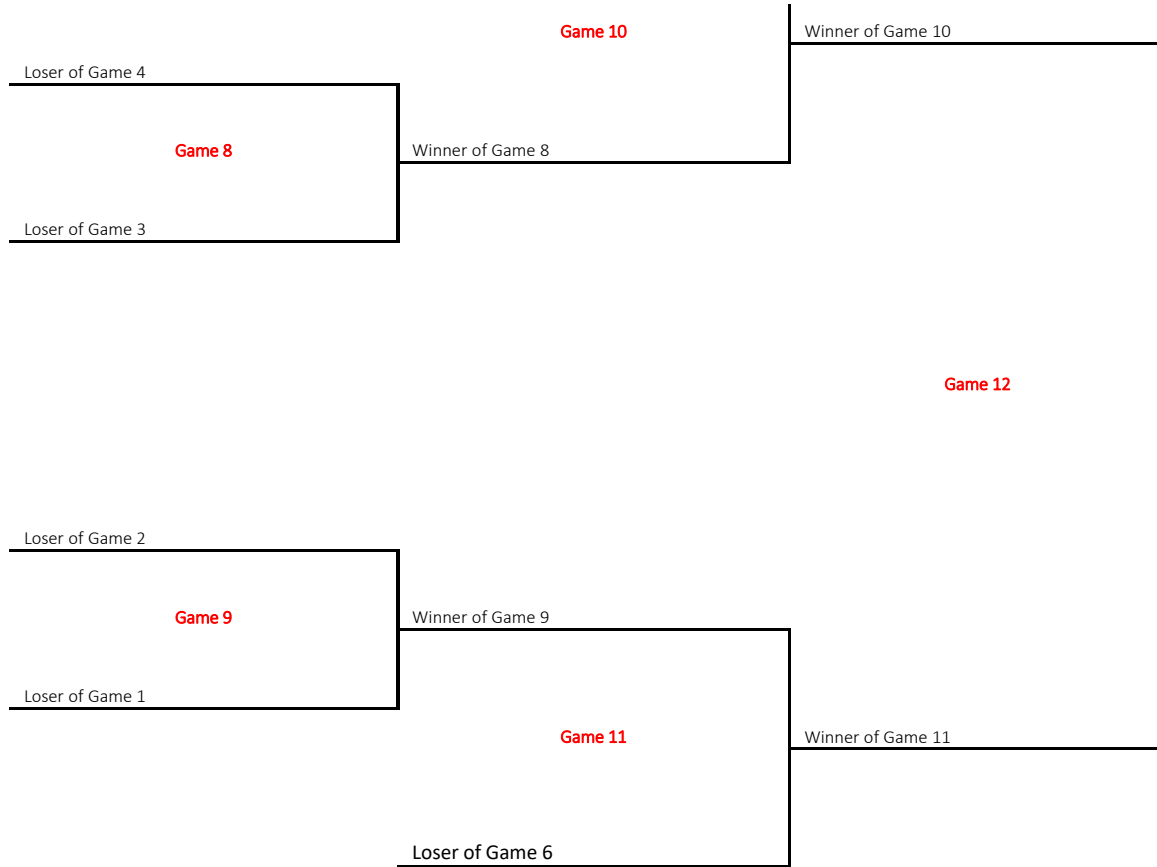 Game 10
Winner of Game 10
Loser of Game 4
Game 8
Winner of Game 8
Loser of Game 3
Game 12
Loser of Game 2
Game 9
Winner of Game 9
Loser of Game 1
Game 11
Winner of Game 11
Loser of Game 6